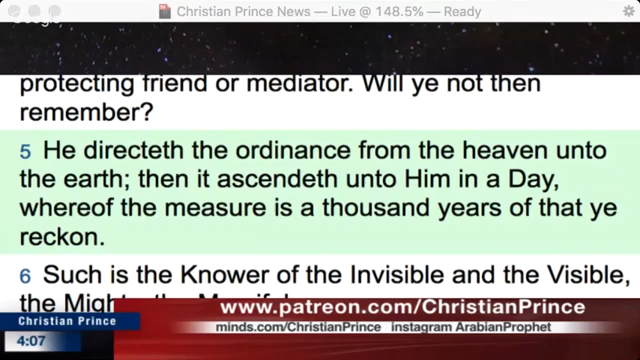 Christian Prince News — Live @ 148.5% — Ready
Google
protecting friend or mediator. Will ye not then
remember?
5 He directeth the ordinance from the heaven unto
the earth; then it ascendeth unto Him in a Day,
whereof the measure is a thousand years of that ye
reckon.
6 Such is the Knower of the Invisible and the Visible,
the
www.patreon.com/ChristianPrince
Christian Prince
minds.com/ChristianPrince instagram ArabianProphet
4:07